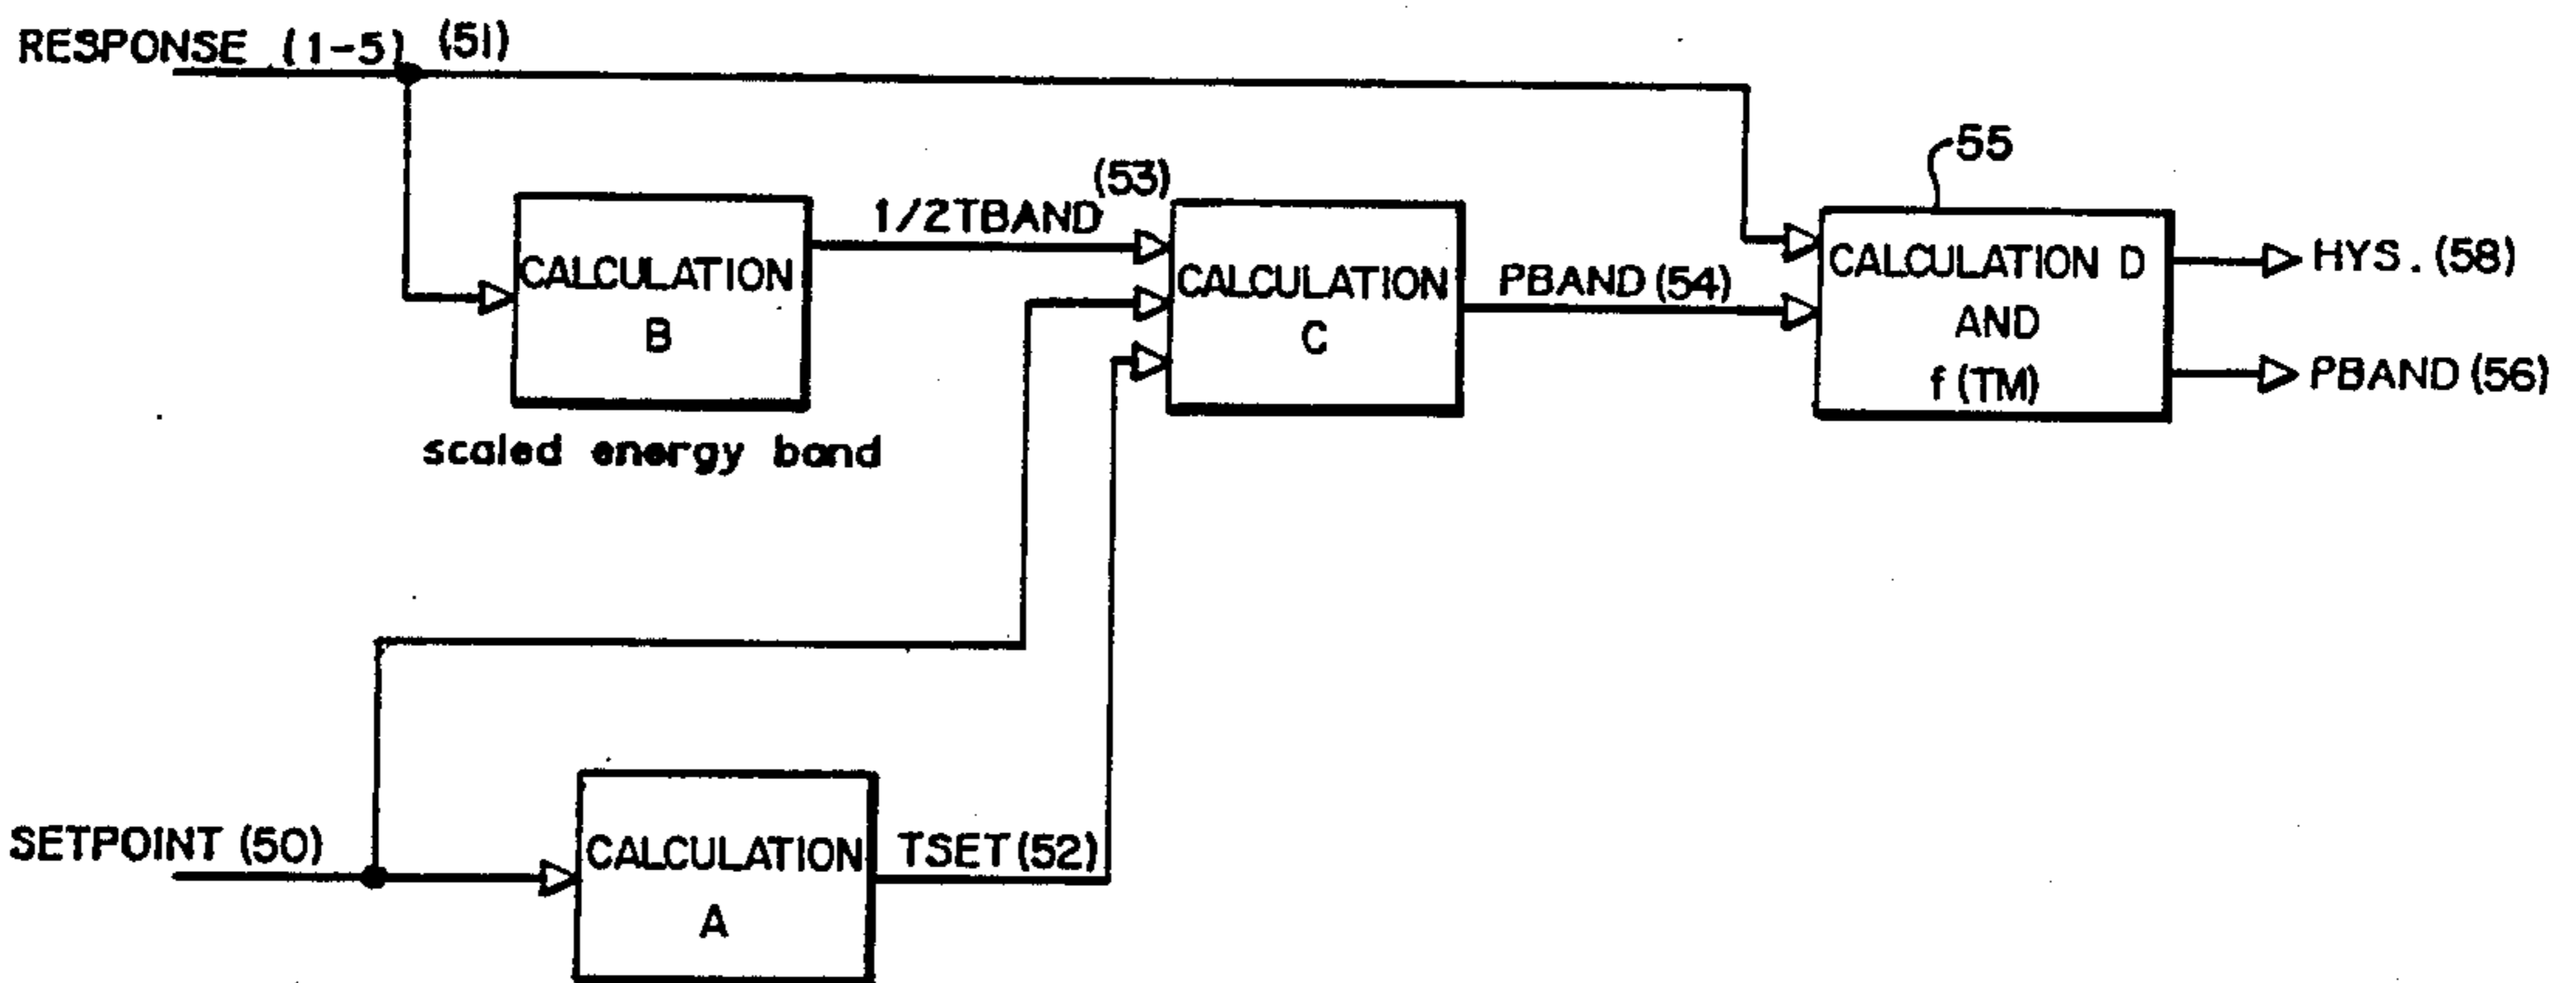 RESPONSE (1-5) (51)
55
(53)
1/2TBAND
CALCULATION
B
scaled energy band
CALCULATION
C
PBAND (54)
CALCULATION D
AND
f (TM)
HYS. (58)
PBAND (56)
SETPOINT (50)
CALCULATION
A
TSET (52)